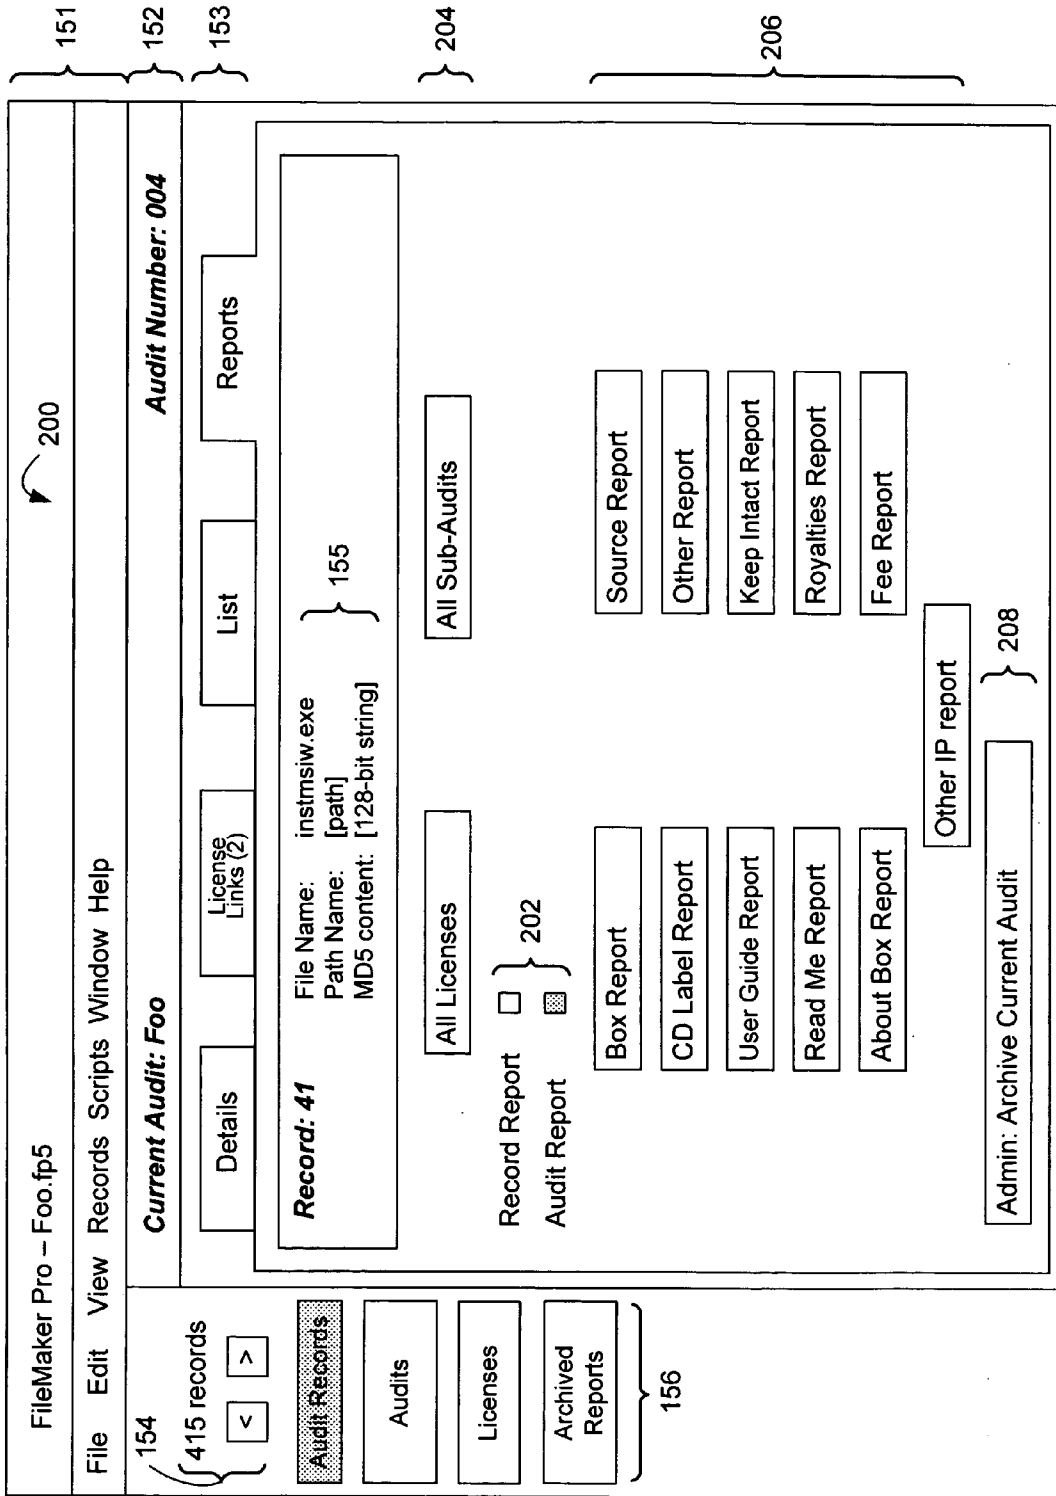 FileMaker Pro – Foo.fp5
151
File Edit View Records Scripts Window Help
200
154
415 records
< >
Current Audit: Foo Audit Number: 004
152
Details
License
Links (2)
List
Reports
153
Audit Records
Audits
Licenses
Archived
Reports
156
Record: 41
File Name: instmsiw.exe
Path Name: [path]
MD5 content: [128-bit string]
155
All Licenses All Sub-Audits
204
Record Report
Audit Report
202
Box Report Source Report
CD Label Report Other Report
User Guide Report Keep Intact Report
Read Me Report Royalties Report
About Box Report Fee Report
Other IP report
206
Admin: Archive Current Audit
208